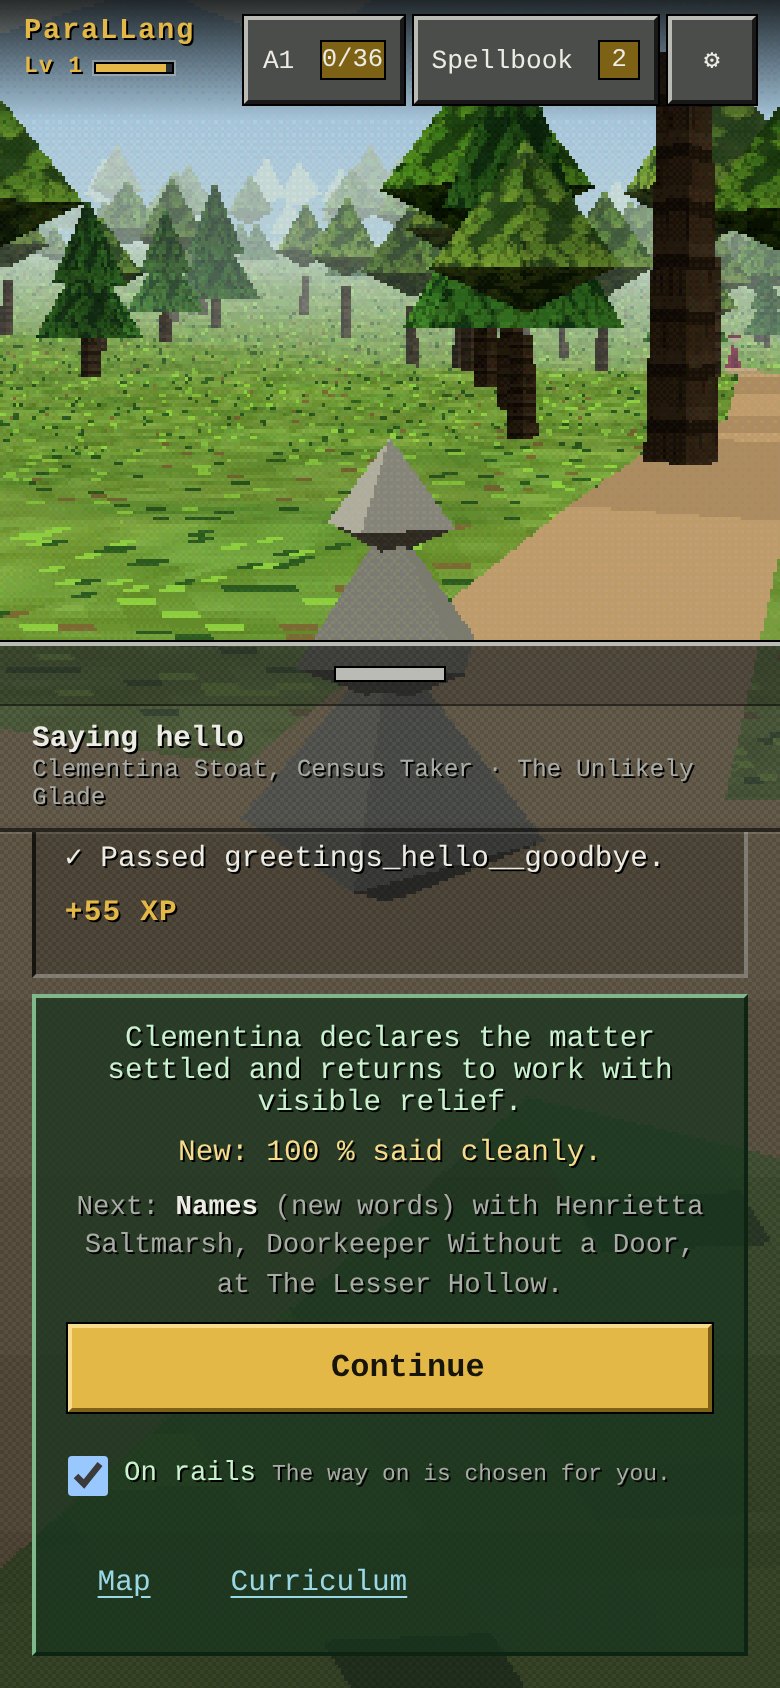 ParaLLang
Lv 1
A1 0/36
Spellbook 2
⚙
Saying hello
Clementina Stoat, Census Taker · The Unlikely
Glade
✓ Passed greetings_hello__goodbye.
+55 XP
Clementina declares the matter
settled and returns to work with
visible relief.
New: 100 % said cleanly.
Next: Names (new words) with Henrietta
Saltmarsh, Doorkeeper Without a Door,
at The Lesser Hollow.
Continue
On rails The way on is chosen for you.
Map Curriculum